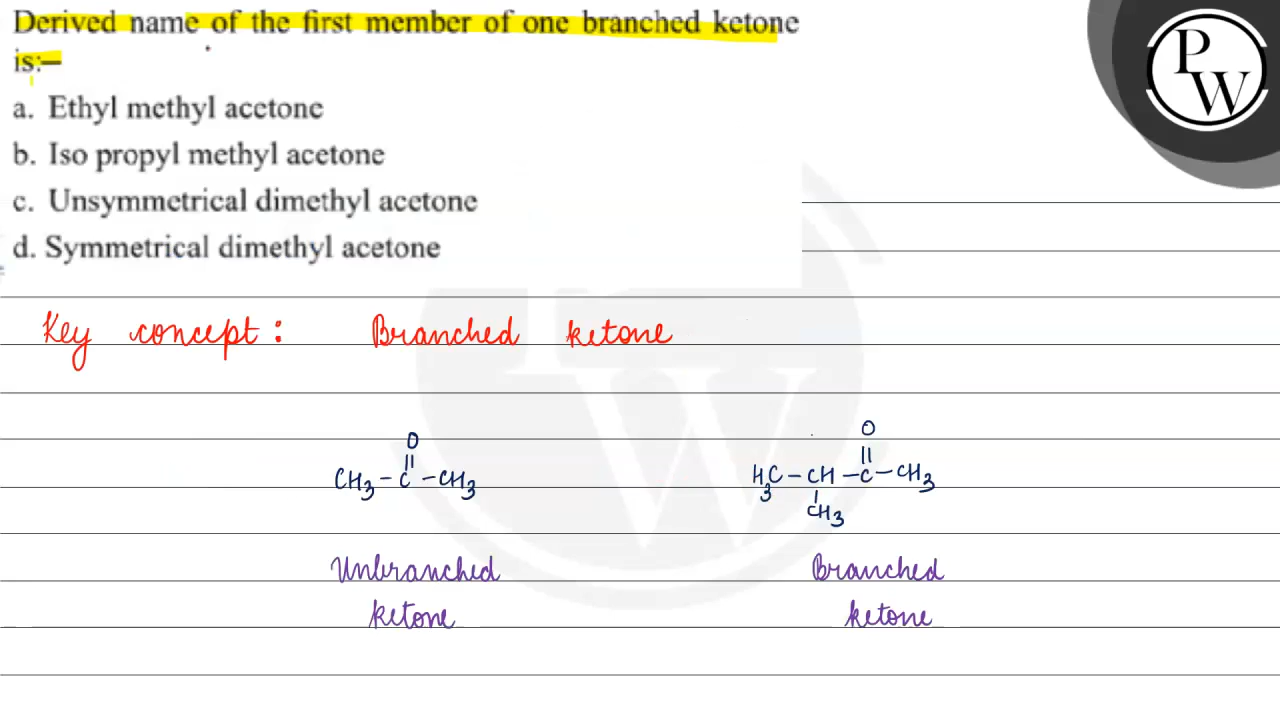 Derived name of the first member of one branched ketone
is:–
a. Ethyl methyl acetone
b. Iso propyl methyl acetone
c. Unsymmetrical dimethyl acetone
d. Symmetrical dimethyl acetone
P
W
Key concept : Branched ketone
O
||
CH3 – C – CH3
O
||
H3C – CH – C – CH3
|
CH3
Unbranched
ketone
Branched
ketone